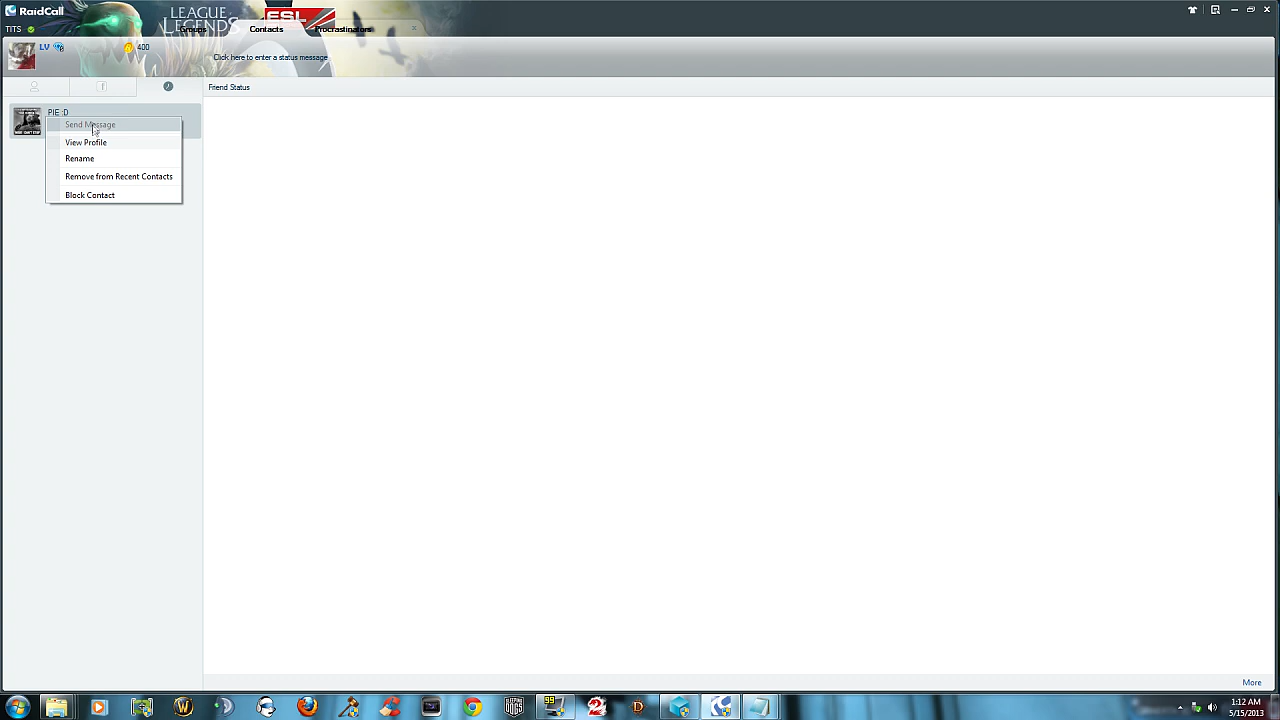 RaidCall
LEAGUE
LEGENDS
ESL
TITS
Groups
Contacts
Procrastinators
LV
400
Click here to enter a status message
Friend Status
PIE :D
Send Message
View Profile
Rename
Remove from Recent Contacts
Block Contact
More
99
1:12 AM
5/15/2013